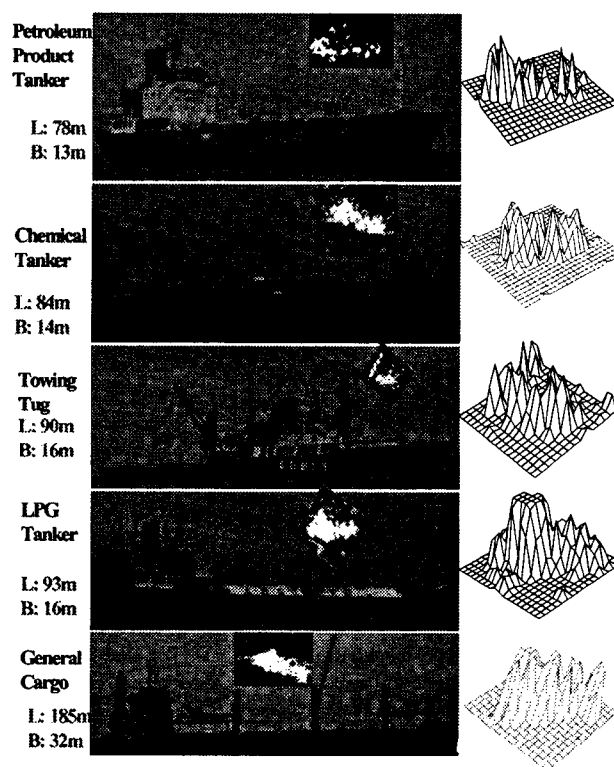 Petroleum
Product
Tanker
L: 78m
B: 13m
Chemical
Tanker
L: 84m
B: 14m
Towing
Tug
L: 90m
B: 16m
LPG
Tanker
L: 93m
B: 16m
General
Cargo
L: 185m
B: 32m